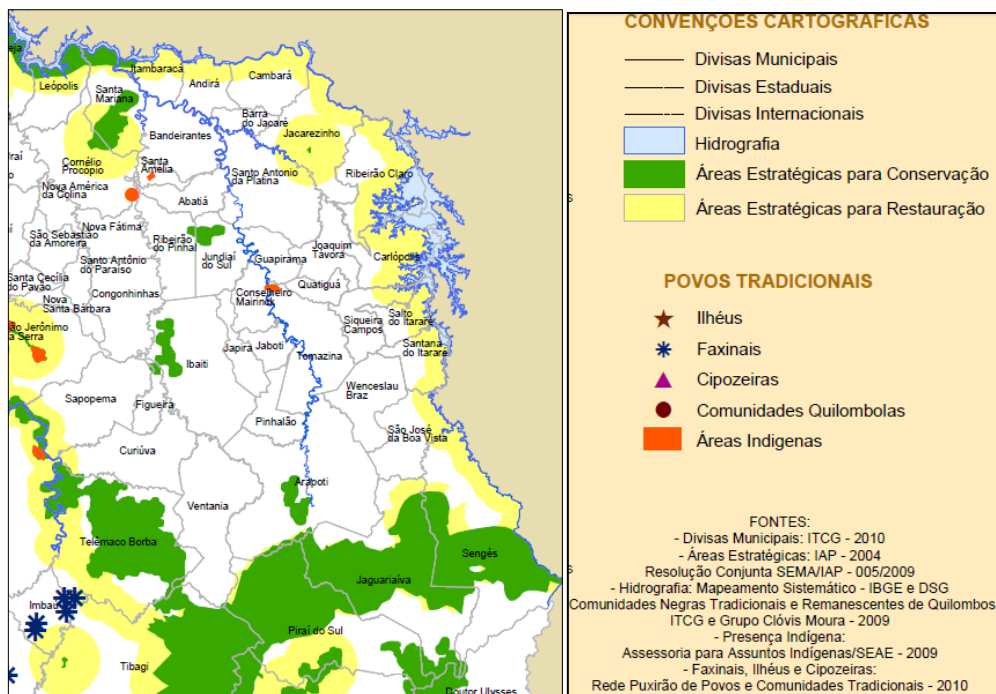 Itambaracá
Cambará
Leópolis
Andirá
Santa
Mariana
Barra
do Jacaré
Jacarezinho
Bandeirantes
Cornélio
Procópio
Santa
Amélia
Santo Antonio
da Platina
Ribeirão Claro
Nova América
da Colina
Abatiá
Nova Fátima
São Sebastião
da Amoreira
Ribeirão
do Pinhal
Jundiaí
do Sul
Joaquim
Távora
Guapirama
Carlópolis
Santo Antônio
do Paraíso
Santa Cecília
do Pavão
Congonhinhas
Conselheiro
Mairinck
Quatiguá
Nova
Santa Bárbara
Siqueira
Campos
Salto
do Itararé
ão Jerônimo
a Serra
Japira
Jaboti
Santana
do Itararé
Ibaiti
Tomazina
Wenceslau
Braz
Sapopema
Figueira
Pinhalão
São José
da Boa Vista
Curiúva
Arapoti
Ventania
Telêmaco Borba
Sengés
Jaguariaíva
Imbaú
Piraí do Sul
Tibagi
Doutor Ulysses
CONVENÇÕES CARTOGRÁFICAS
Divisas Municipais
Divisas Estaduais
Divisas Internacionais
Hidrografia
Áreas Estratégicas para Conservação
Áreas Estratégicas para Restauração
POVOS TRADICIONAIS
Ilhéus
Faxinais
Cipozeiras
Comunidades Quilombolas
Áreas Indigenas
FONTES:
- Divisas Municipais: ITCG - 2010
- Áreas Estratégicas: IAP - 2004
Resolução Conjunta SEMA/IAP - 005/2009
- Hidrografia: Mapeamento Sistemático - IBGE e DSG
Comunidades Negras Tradicionais e Remanescentes de Quilombos
ITCG e Grupo Clóvis Moura - 2009
- Presença Indígena:
Assessoria para Assuntos Indígenas/SEAE - 2009
- Faxinais, Ilhéus e Cipozeiras:
Rede Puxirão de Povos e Comunidades Tradicionais - 2010